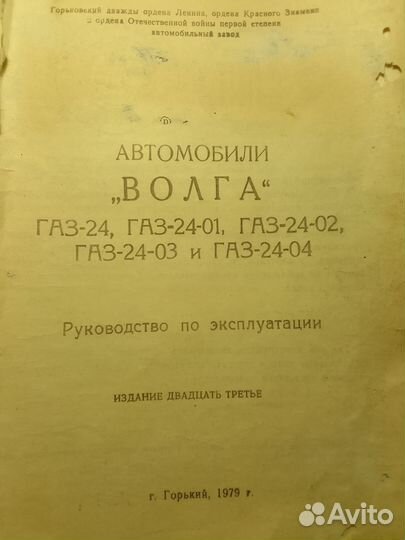 Горьковский дважды ордена Ленина, ордена Красного Знамени
и ордена Отечественной войны первой степени
автомобильный завод
АВТОМОБИЛИ
„ВОЛГА“
ГАЗ-24, ГАЗ-24-01, ГАЗ-24-02,
ГАЗ-24-03 и ГАЗ-24-04
Руководство по эксплуатации
ИЗДАНИЕ ДВАДЦАТЬ ТРЕТЬЕ
г. Горький, 1979 г.
Avito